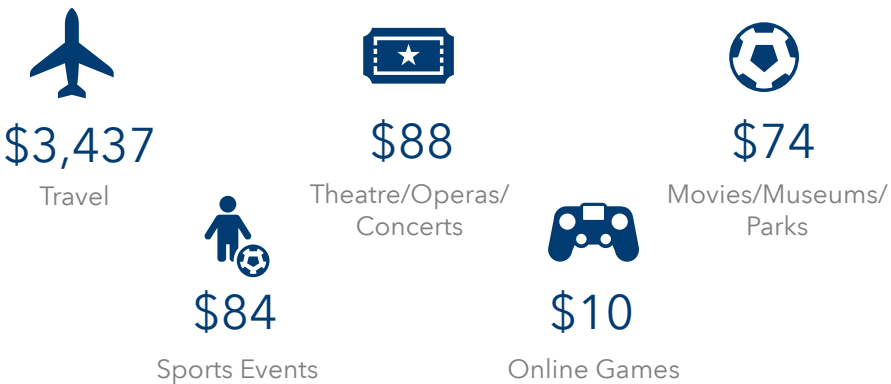 $3,437
Travel
$88
Theatre/Operas/
Concerts
$74
Movies/Museums/
Parks
$84
Sports Events
$10
Online Games